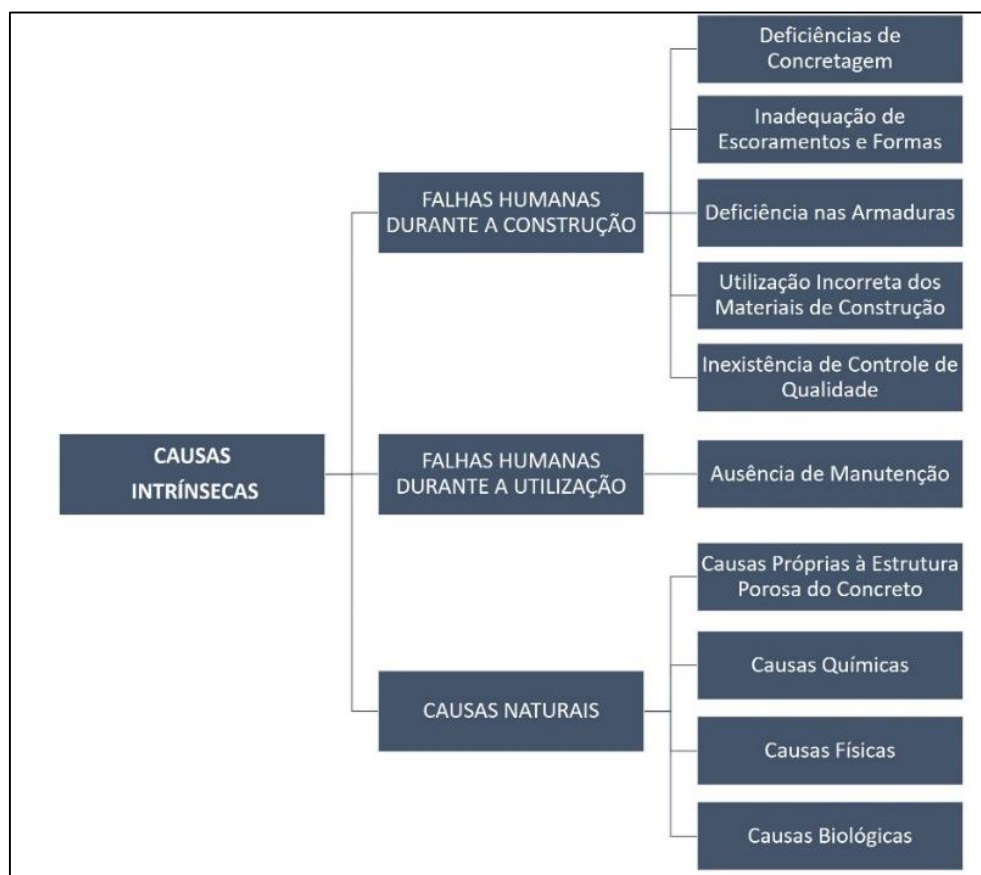 CAUSAS
INTRÍNSECAS
FALHAS HUMANAS
DURANTE A CONSTRUÇÃO
Deficiências de
Concretagem
Inadequação de
Escoramentos e Formas
Deficiência nas Armaduras
Utilização Incorreta dos
Materiais de Construção
Inexistência de Controle de
Qualidade
FALHAS HUMANAS
DURANTE A UTILIZAÇÃO
Ausência de Manutenção
CAUSAS NATURAIS
Causas Próprias à Estrutura
Porosa do Concreto
Causas Químicas
Causas Físicas
Causas Biológicas